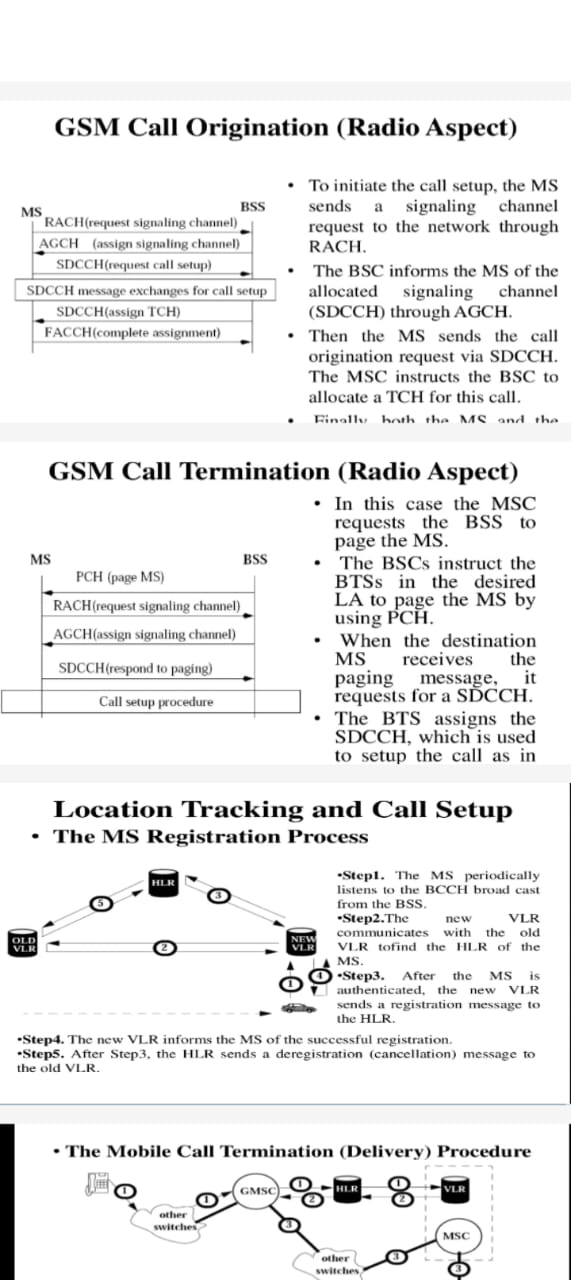 GSM Call Origination (Radio Aspect)
MS
BSS
RACH(request signaling channel)
AGCH (assign signaling channel)
SDCCH(request call setup)
SDCCH message exchanges for call setup
SDCCH(assign TCH)
FACCH(complete assignment)
• To initiate the call setup, the MS
sends a signaling channel
request to the network through
RACH.
• The BSC informs the MS of the
allocated signaling channel
(SDCCH) through AGCH.
• Then the MS sends the call
origination request via SDCCH.
The MSC instructs the BSC to
allocate a TCH for this call.
• Finally both the MS and the
GSM Call Termination (Radio Aspect)
MS
BSS
PCH (page MS)
RACH(request signaling channel)
AGCH(assign signaling channel)
SDCCH(respond to paging)
Call setup procedure
• In this case the MSC
requests the BSS to
page the MS.
• The BSCs instruct the
BTSs in the desired
LA to page the MS by
using PCH.
• When the destination
MS receives the
paging message, it
requests for a SDCCH.
• The BTS assigns the
SDCCH, which is used
to setup the call as in
Location Tracking and Call Setup
• The MS Registration Process
HLR
5
3
OLD
VLR
2
NEW
VLR
1
4
•Step1. The MS periodically
listens to the BCCH broad cast
from the BSS.
•Step2.The new VLR
communicates with the old
VLR tofind the HLR of the
MS.
•Step3. After the MS is
authenticated, the new VLR
sends a registration message to
the HLR.
•Step4. The new VLR informs the MS of the successful registration.
•Step5. After Step3, the HLR sends a deregistration (cancellation) message to
the old VLR.
• The Mobile Call Termination (Delivery) Procedure
1
other
switches
1
GMSC
1
2
HLR
1
2
VLR
3
other
switches
3
MSC
3